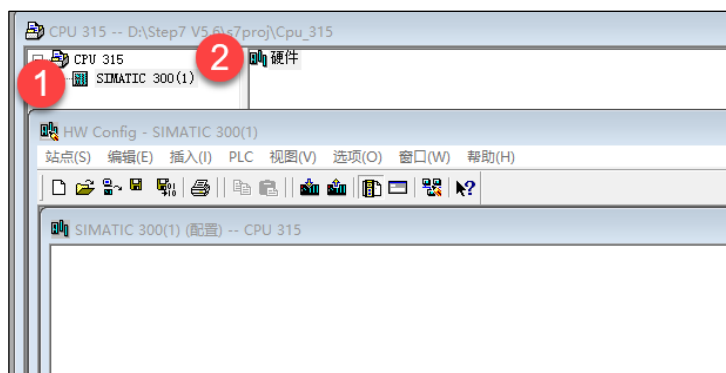 CPU 315 -- D:\Step7 V5.6\s7proj\Cpu_315
CPU 315
SIMATIC 300(1)
硬件
1
2
HW Config - SIMATIC 300(1)
站点(S) 编辑(E) 插入(I) PLC 视图(V) 选项(O) 窗口(W) 帮助(H)
SIMATIC 300(1) (配置) -- CPU 315